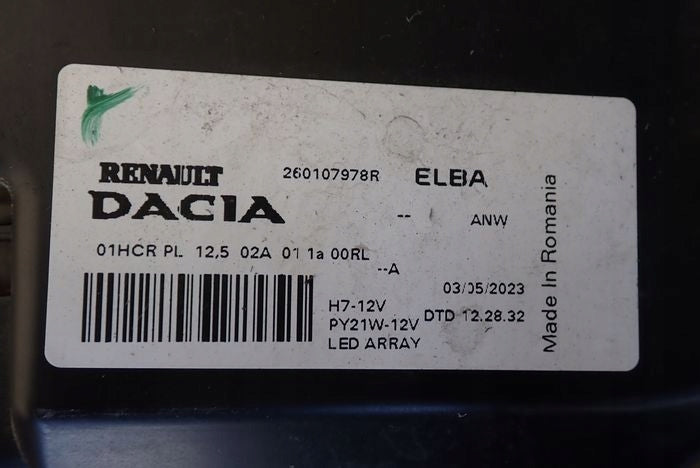 RENAULT 260107978R ELBA
DACIA -- ANW
01HCR PL 12,5 02A 01 1a 00RL
--A
03/05/2023
H7-12V
PY21W-12V DTD 12.28.32
LED ARRAY
Made In Romania